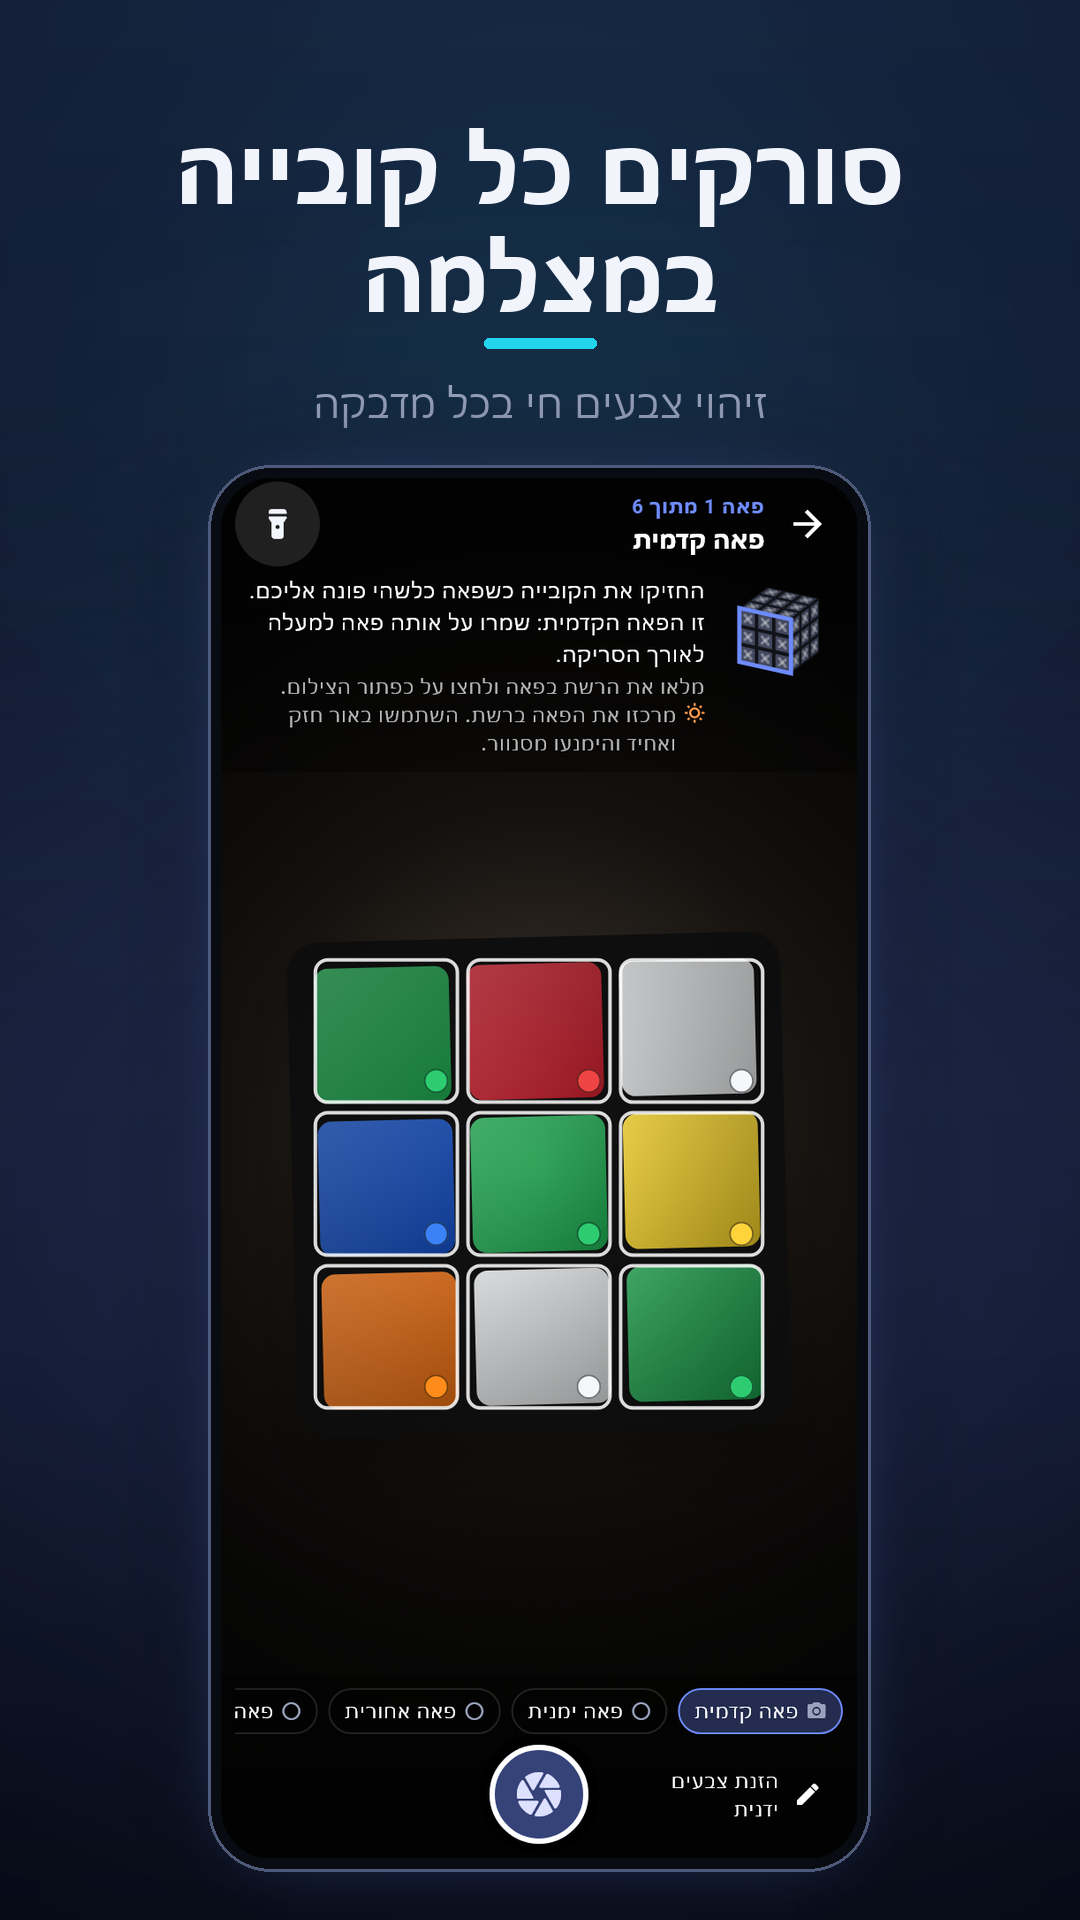 סורקים כל קובייה
במצלמה
זיהוי צבעים חי בכל מדבקה
פאה 1 מתוך 6
פאה קדמית
החזיקו את הקובייה כשפאה כלשהי פונה אליכם.
זו הפאה הקדמית: שמרו על אותה פאה למעלה
לאורך הסריקה.
מלאו את הרשת בפאה ולחצו על כפתור הצילום.
מרכזו את הפאה ברשת. השתמשו באור חזק
ואחיד והימנעו מסנוור.
פאה קדמית
פאה ימנית
פאה אחורית
פאה
הזנת צבעים
ידנית